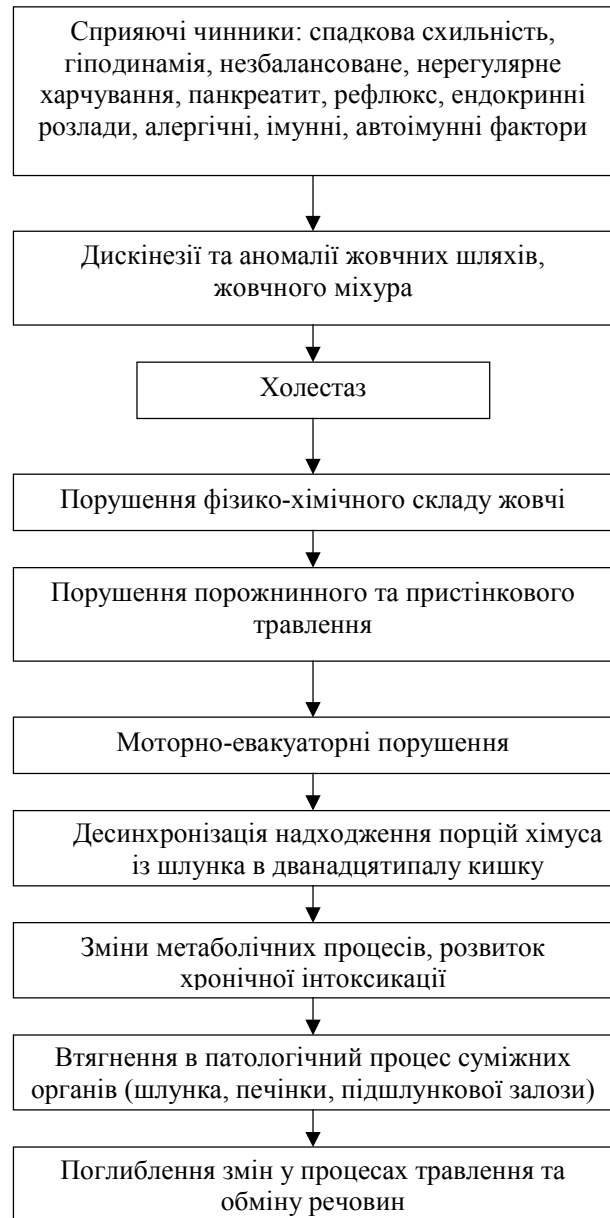 Сприяючі чинники: спадкова схильність,
гіподинамія, незбалансоване, нерегулярне
харчування, панкреатит, рефлюкс, ендокринні
розлади, алергічні, імунні, автоімунні фактори
Дискінезії та аномалії жовчних шляхів,
жовчного міхура
Холестаз
Порушення фізико-хімічного складу жовчі
Порушення порожнинного та пристінкового
травлення
Моторно-евакуаторні порушення
Десинхронізація надходження порцій хімуса
із шлунка в дванадцятипалу кишку
Зміни метаболічних процесів, розвиток
хронічної інтоксикації
Втягнення в патологічний процес суміжних
органів (шлунка, печінки, підшлункової залози)
Поглиблення змін у процесах травлення та
обміну речовин